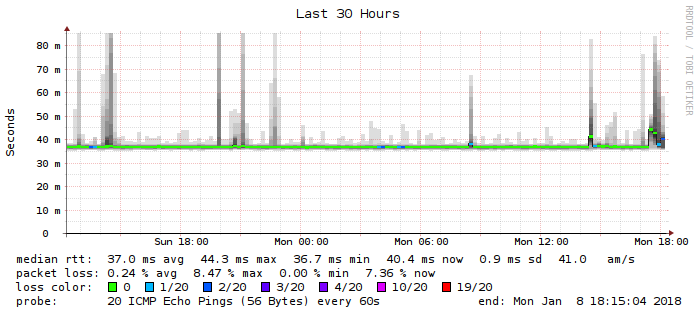 Last 30 Hours
RRDTOOL / TOBI OETIKER
Seconds
80 m
70 m
60 m
50 m
40 m
30 m
20 m
10 m
0
Sun 18:00 Mon 00:00 Mon 06:00 Mon 12:00 Mon 18:00
median rtt: 37.0 ms avg 44.3 ms max 36.7 ms min 40.4 ms now 0.9 ms sd 41.0 am/s
packet loss: 0.24 % avg 8.47 % max 0.00 % min 7.36 % now
loss color: 0 1/20 2/20 3/20 4/20 10/20 19/20
probe: 20 ICMP Echo Pings (56 Bytes) every 60s end: Mon Jan 8 18:15:04 2018